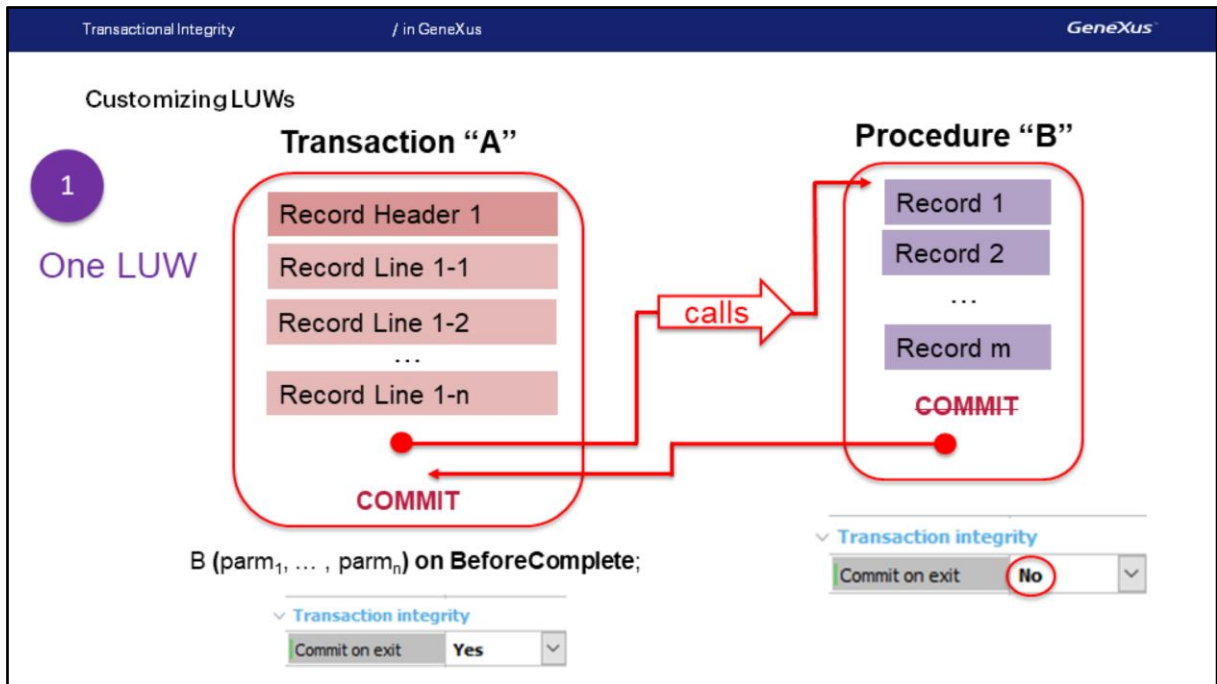 Transactional Integrity / in GeneXus GeneXus
Customizing LUWs
1
One LUW
Transaction “A”
Record Header 1
Record Line 1-1
Record Line 1-2
...
Record Line 1-n
COMMIT
calls
Procedure “B”
Record 1
Record 2
...
Record m
COMMIT
B (parm1, ... , parmn) on BeforeComplete;
Transaction integrity
Commit on exit Yes
Transaction integrity
Commit on exit No